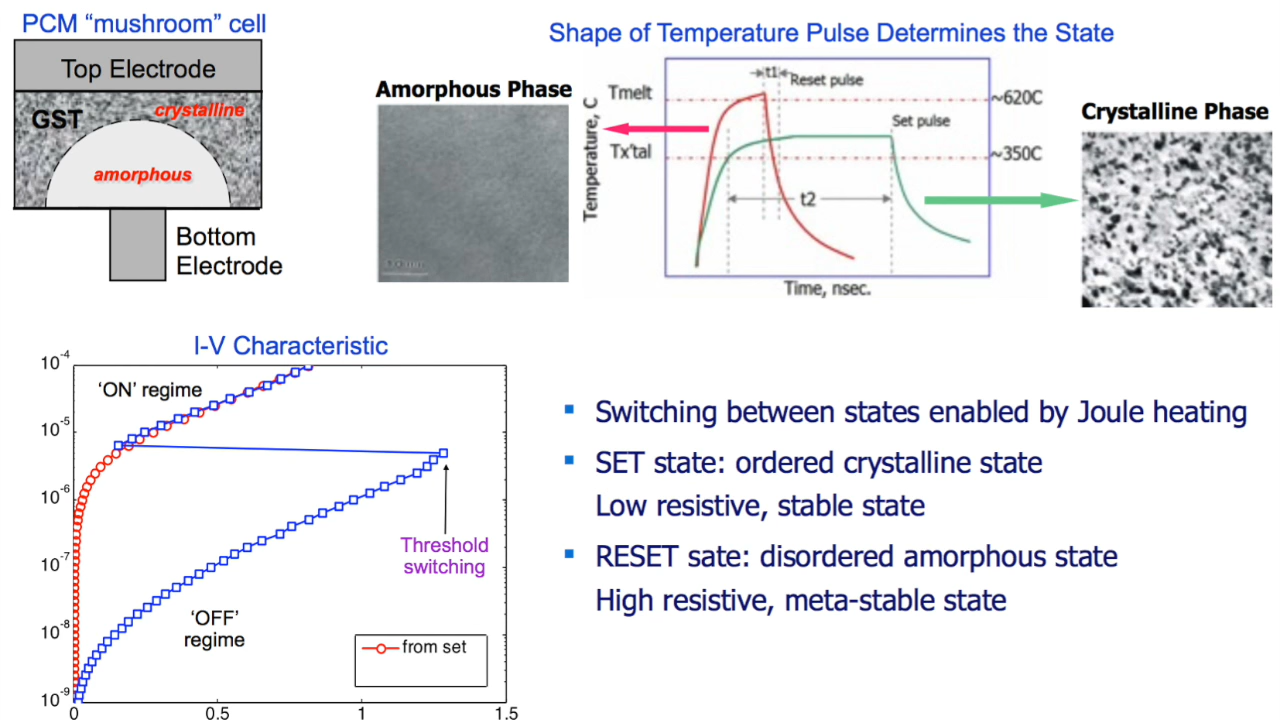 PCM “mushroom” cell
Top Electrode
GST
crystalline
amorphous
Bottom
Electrode
Shape of Temperature Pulse Determines the State
Amorphous Phase
Temperature, C
Tmelt
Tx'tal
t1
Reset pulse
Set pulse
t2
~620C
~350C
Time, nsec.
Crystalline Phase
I-V Characteristic
10-4
10-5
10-6
10-7
10-8
10-9
0
0.5
1
1.5
‘ON’ regime
Threshold
switching
‘OFF’
regime
from set
▪ Switching between states enabled by Joule heating
▪ SET state: ordered crystalline state
Low resistive, stable state
▪ RESET sate: disordered amorphous state
High resistive, meta-stable state